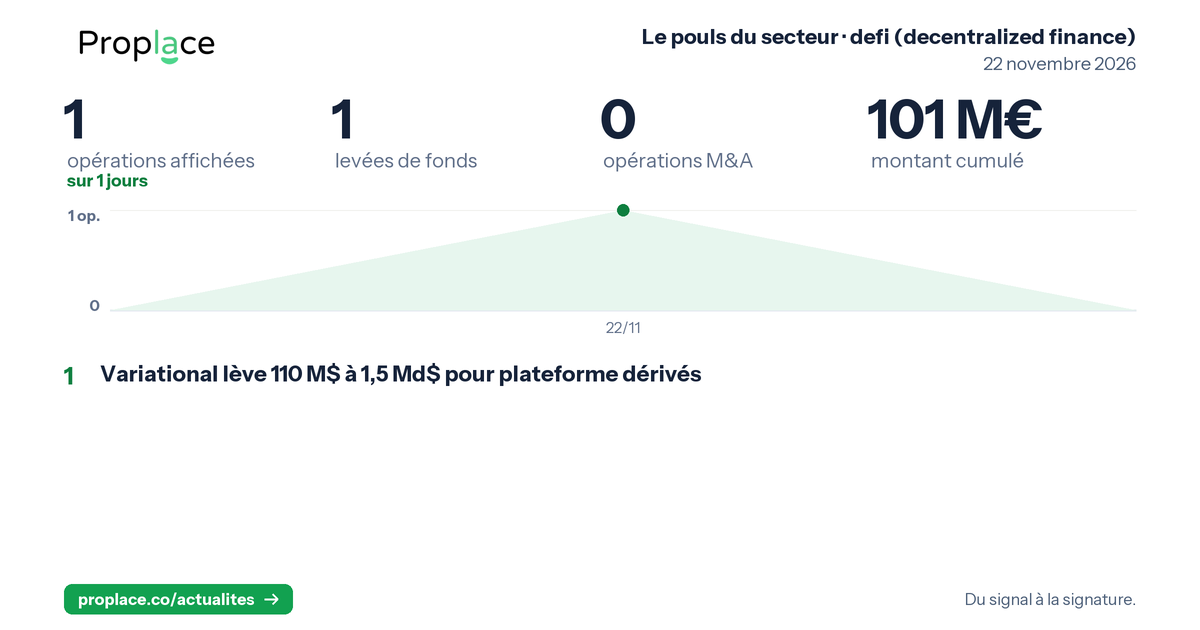 Proplace
Le pouls du secteur · defi (decentralized finance)
22 novembre 2026
1
opérations affichées
sur 1 jours
1
levées de fonds
0
opérations M&A
101 M€
montant cumulé
1 op.
0
22/11
1 Variational lève 110 M$ à 1,5 Md$ pour plateforme dérivés
proplace.co/actualites →
Du signal à la signature.